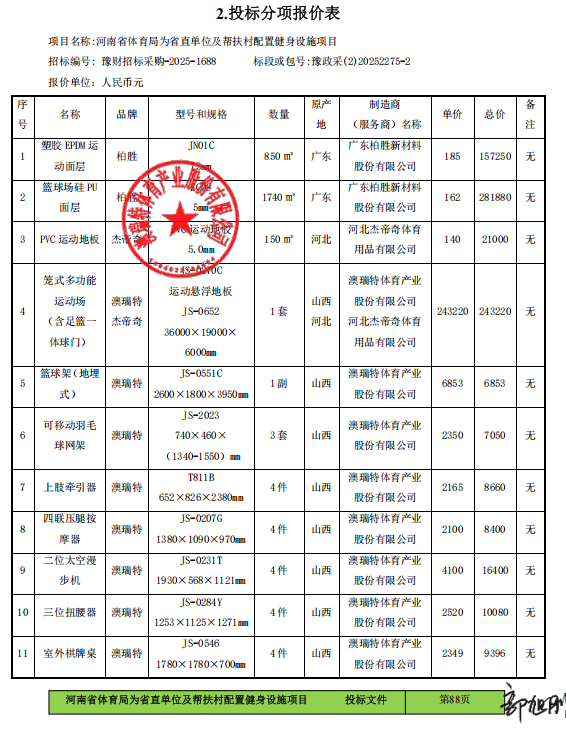 2.投标分项报价表
项目名称:河南省体育局为省直单位及帮扶村配置健身设施项目
招标编号: 豫财招标采购-2025-1688 标段或包号:豫政采(2)20252275-2
报价单位: 人民币元
序号 名称 品牌 型号和规格 数量 原产地 制造商（服务商）名称 单价 总价 备注
1 塑胶 EPDM 运动面层 柏胜 JN01C 850 ㎡ 广东 广东柏胜新材料股份有限公司 185 157250 无
2 篮球场硅 PU 面层 柏胜 5mm 1740 ㎡ 广东 广东柏胜新材料股份有限公司 162 281880 无
3 PVC 运动地板 杰帝奇 PVC 运动地板 5.0mm 150 ㎡ 河北 河北杰帝奇体育用品有限公司 140 21000 无
4 笼式多功能运动场（含足篮一体球门） 澳瑞特 杰帝奇 JS-0270C 运动悬浮地板 JS-0652 36000×19000×6000mm 1 套 山西 河北 澳瑞特体育产业股份有限公司 河北杰帝奇体育用品有限公司 243220 243220 无
5 篮球架（地埋式） 澳瑞特 JS-0551C 2600×1800×3950mm 1 副 山西 澳瑞特体育产业股份有限公司 6853 6853 无
6 可移动羽毛球网架 澳瑞特 JS-2023 740×460×(1340-1550)mm 3 套 山西 澳瑞特体育产业股份有限公司 2350 7050 无
7 上肢牵引器 澳瑞特 T811B 652×826×2380mm 4 件 山西 澳瑞特体育产业股份有限公司 2165 8660 无
8 四联压腿按摩器 澳瑞特 JS-0207G 1380×1090×970mm 4 件 山西 澳瑞特体育产业股份有限公司 2100 8400 无
9 二位太空漫步机 澳瑞特 JS-0231T 1930×568×1121mm 4 件 山西 澳瑞特体育产业股份有限公司 4100 16400 无
10 三位扭腰器 澳瑞特 JS-0284Y 1253×1125×1271mm 4 件 山西 澳瑞特体育产业股份有限公司 2520 10080 无
11 室外棋牌桌 澳瑞特 JS-0546 1780×1780×700mm 4 件 山西 澳瑞特体育产业股份有限公司 2349 9396 无
河南省体育局为省直单位及帮扶村配置健身设施项目 投标文件 第88页